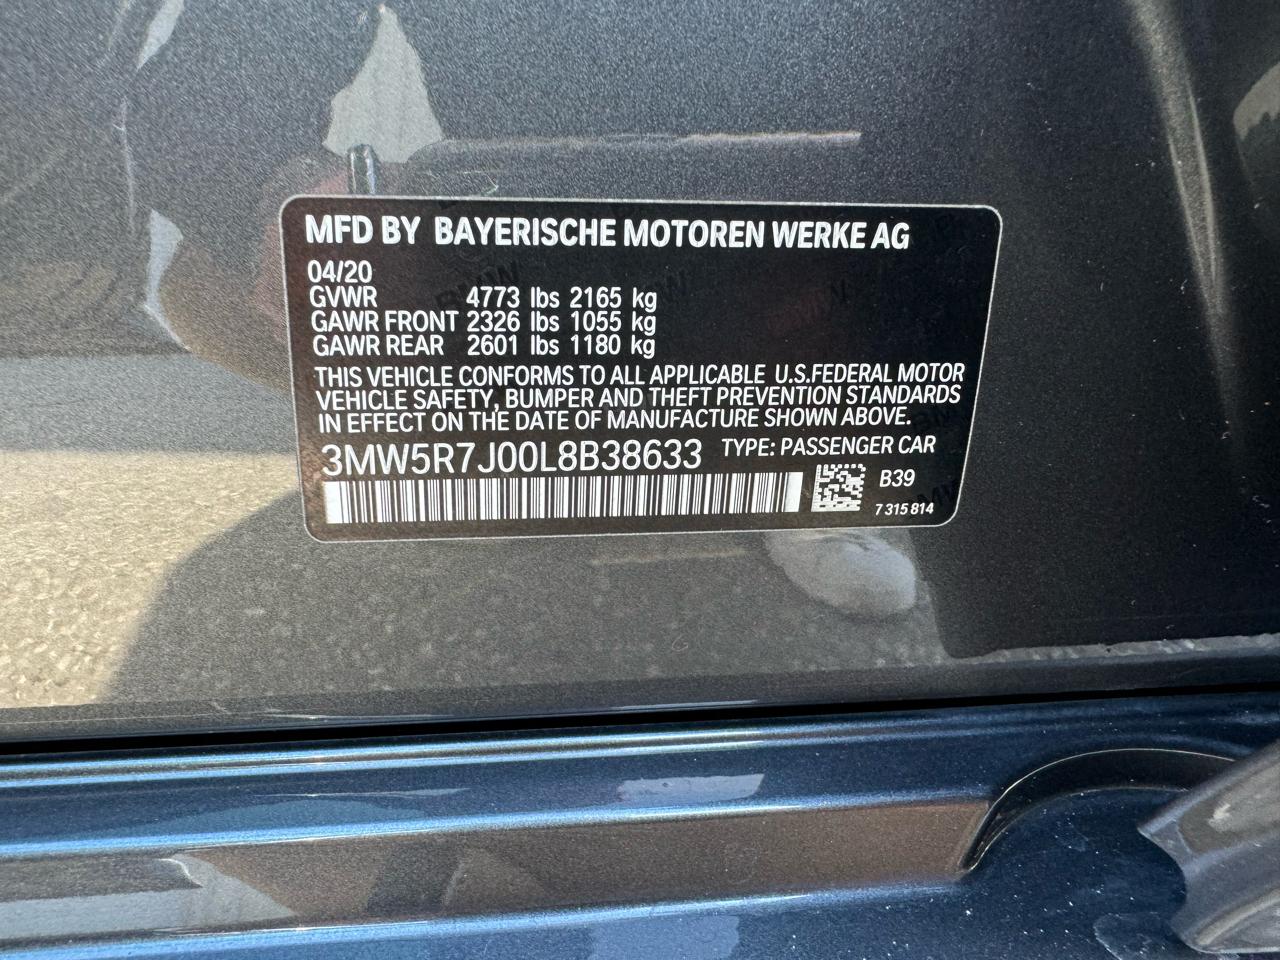 MFD BY BAYERISCHE MOTOREN WERKE AG
04/20
GVWR 4773 lbs 2165 kg
GAWR FRONT 2326 lbs 1055 kg
GAWR REAR 2601 lbs 1180 kg
THIS VEHICLE CONFORMS TO ALL APPLICABLE U.S.FEDERAL MOTOR
VEHICLE SAFETY, BUMPER AND THEFT PREVENTION STANDARDS
IN EFFECT ON THE DATE OF MANUFACTURE SHOWN ABOVE.
3MW5R7J00L8B38633 TYPE: PASSENGER CAR
B39
7 315 814